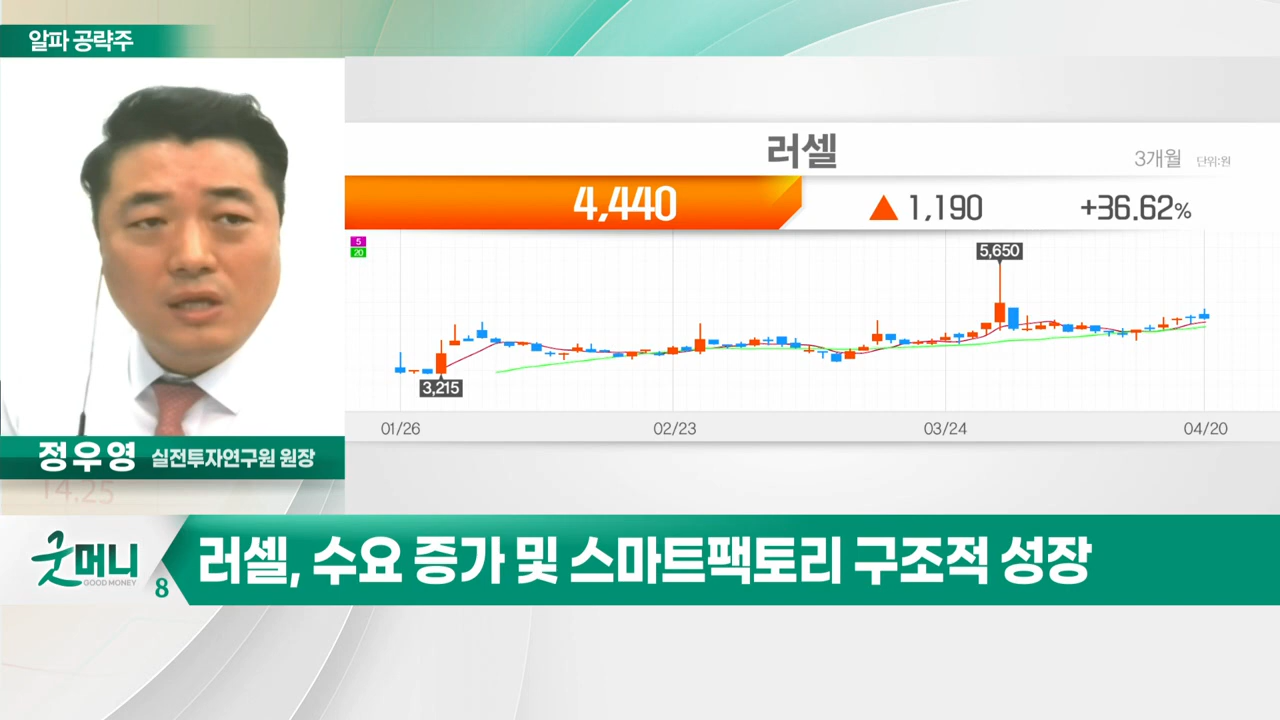 알파 공략주
러셀
3개월 단위:원
4,440 ▲ 1,190 +36.62%
5
20
5,650
3,215
01/26 02/23 03/24 04/20
정우영 실전투자연구원 원장
14.25
굿머니
GOOD MONEY
8
러셀, 수요 증가 및 스마트팩토리 구조적 성장